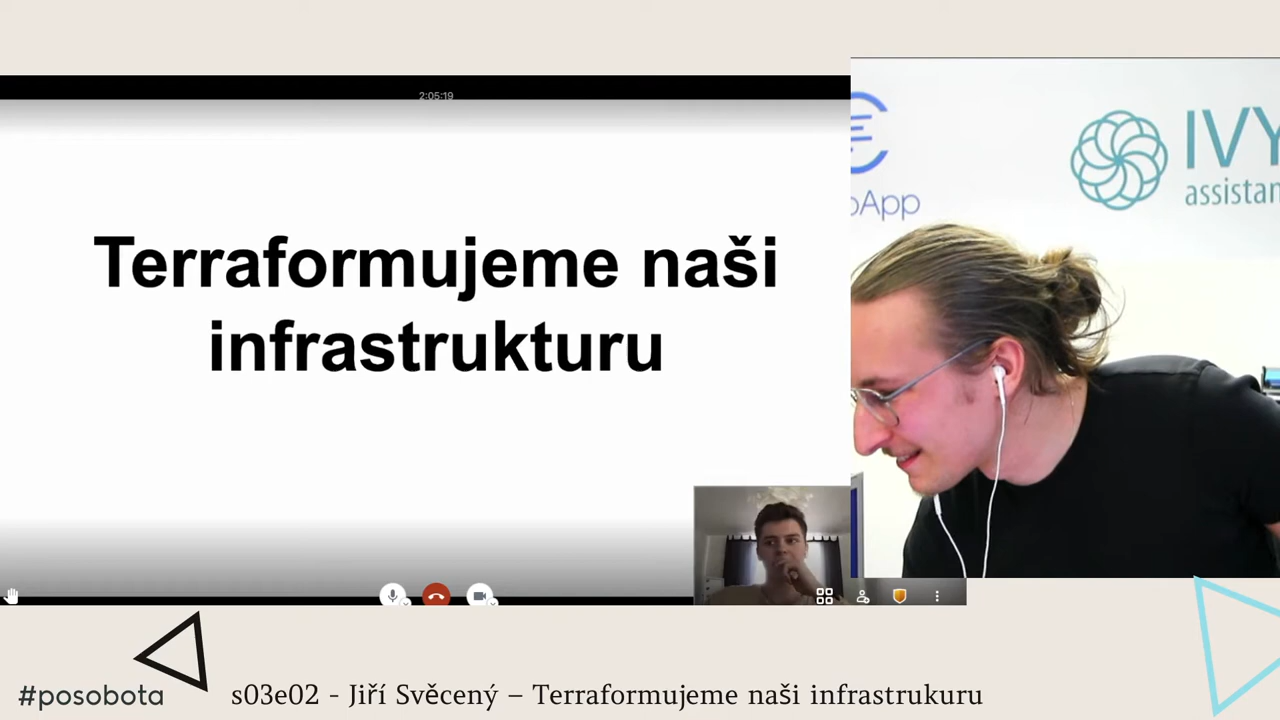 2:05:19
Terraformujeme naši
infrastrukturu
oApp
IVY
assistan
#posobota
s03e02 - Jiří Svěcený – Terraformujeme naši infrastrukuru